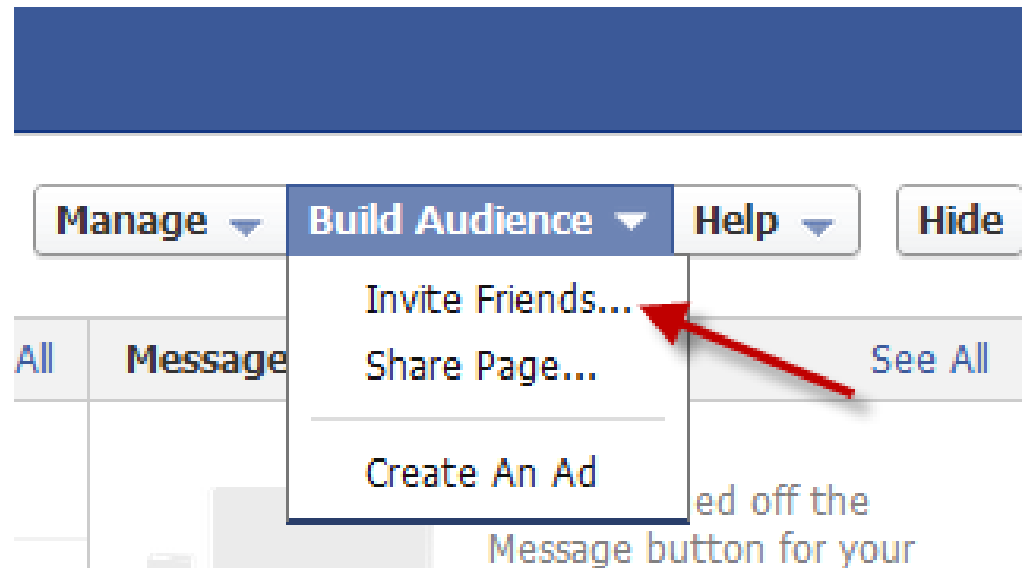 Manage Build Audience Help Hide
Invite Friends...
All Message See All
Share Page...
Create An Ad
ed off the
Message button for your